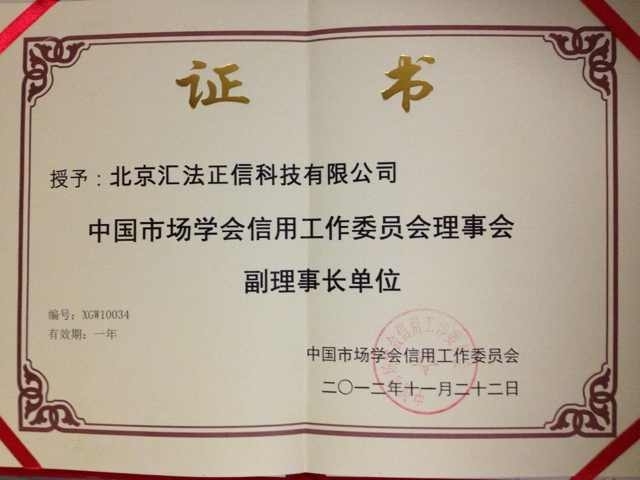 证书
授予：北京汇法正信科技有限公司
中国市场学会信用工作委员会理事会
副理事长单位
编号：XGW10034
有效期：一年
中国市场学会信用工作委员会
二〇一二年十一月二十二日